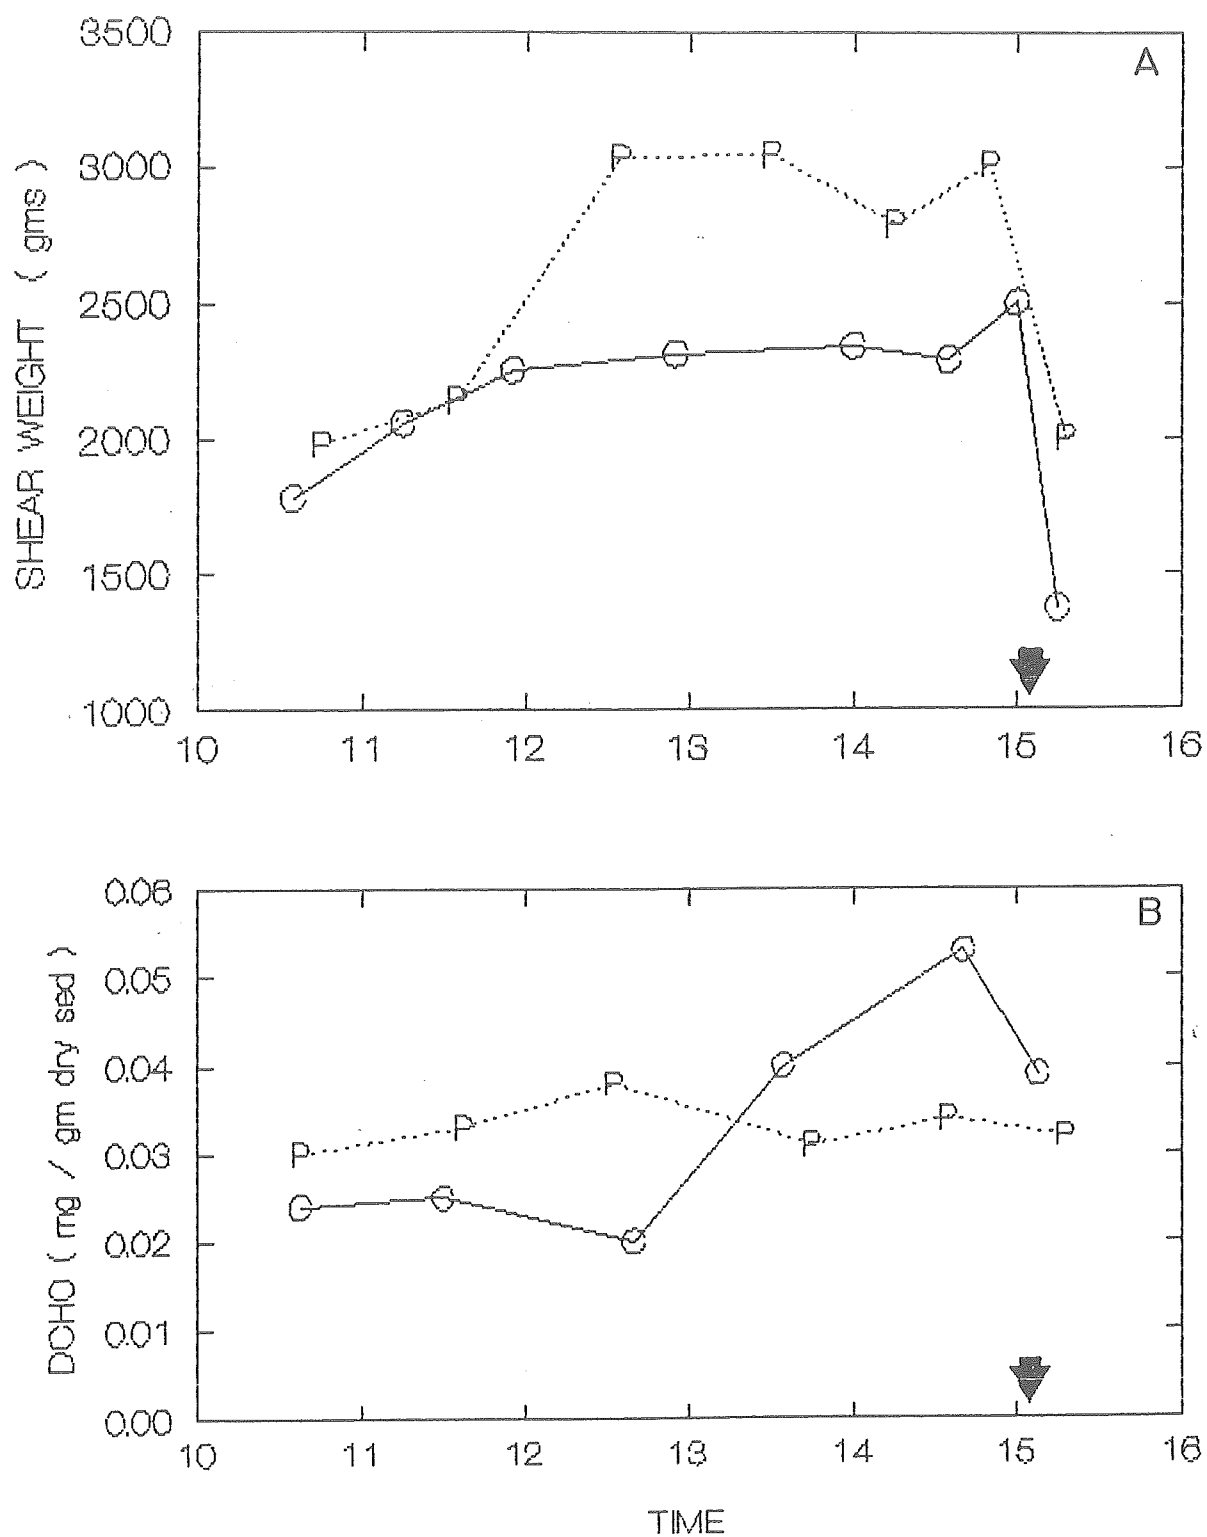 3500
A
3000
2500
2000
1500
1000
SHEAR WEIGHT ( gms )
P P P P P P P
O O O O O O O O
10 11 12 13 14 15 16
0.06
B
0.05
0.04
0.03
0.02
0.01
0.00
DCHO ( mg / gm dry sed )
P P P P P P
O O O O O O
10 11 12 13 14 15 16
TIME